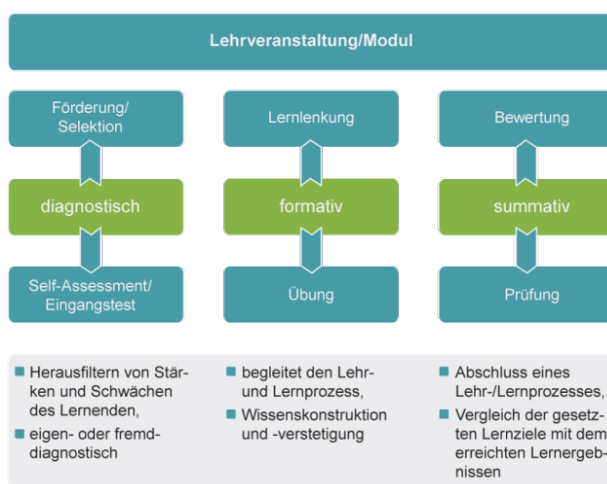 Lehrveranstaltung/Modul
Förderung/
Selektion
Lernlenkung
Bewertung
diagnostisch
formativ
summativ
Self-Assessment/
Eingangstest
Übung
Prüfung
Herausfiltern von Stär-
ken und Schwächen
des Lernenden,
eigen- oder fremd-
diagnostisch
begleitet den Lehr-
und Lernprozess,
Wissenskonstruktion
und -verstetigung
Abschluss eines
Lehr-/Lernprozesses,
Vergleich der gesetz-
ten Lernziele mit dem
erreichten Lernergeb-
nissen